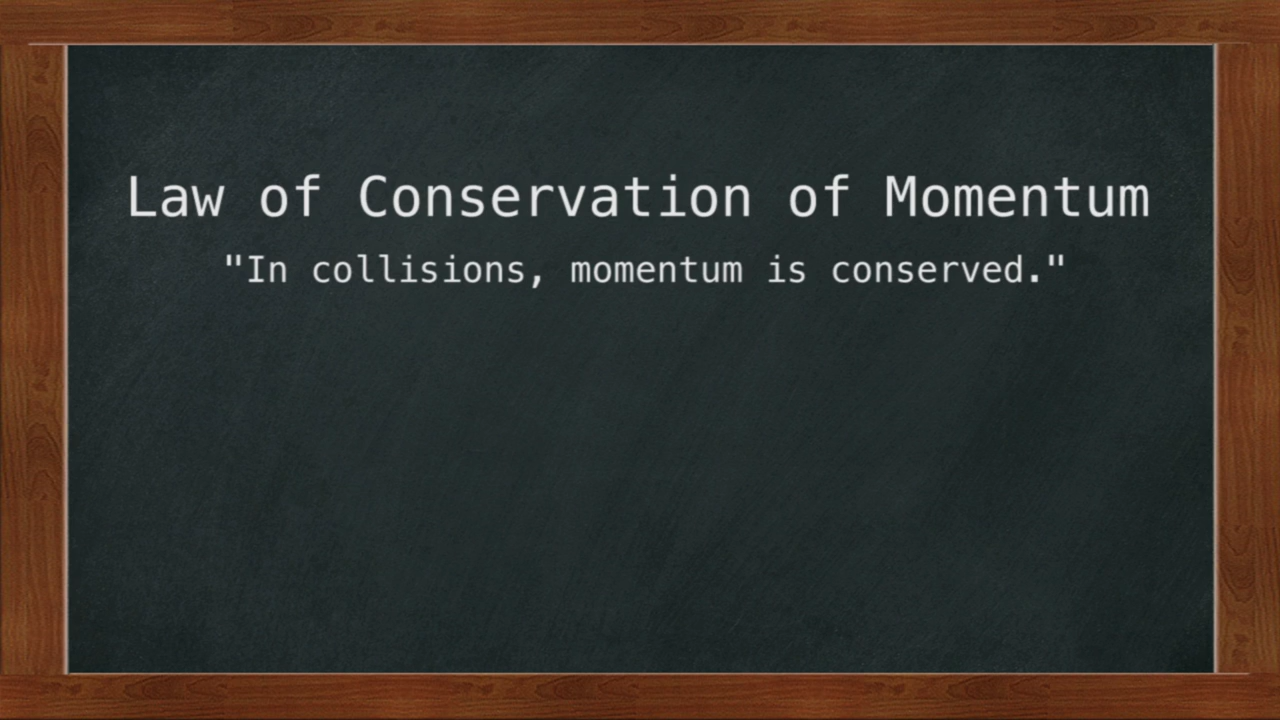 Law of Conservation of Momentum
"In collisions, momentum is conserved."